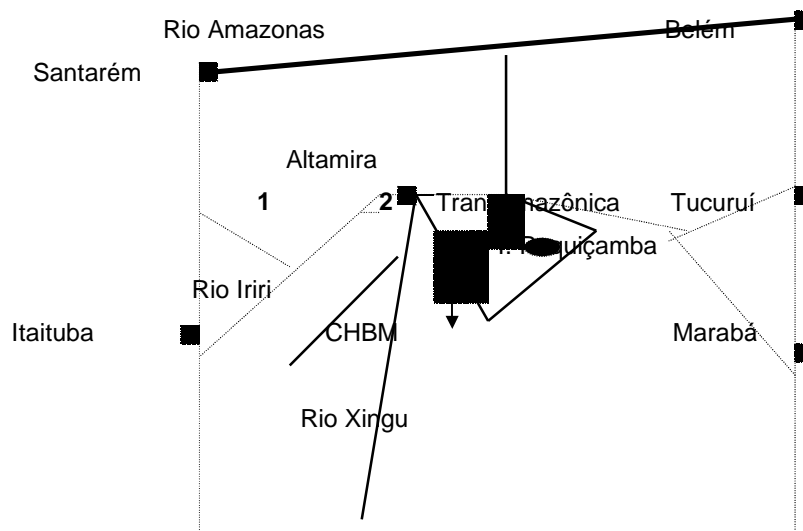 Rio Amazonas Belém
Santarém
Altamira
1 2 Transamazônica Tucuruí
Rio Iriri
Itaituba CHBM Marabá
Rio Xingu